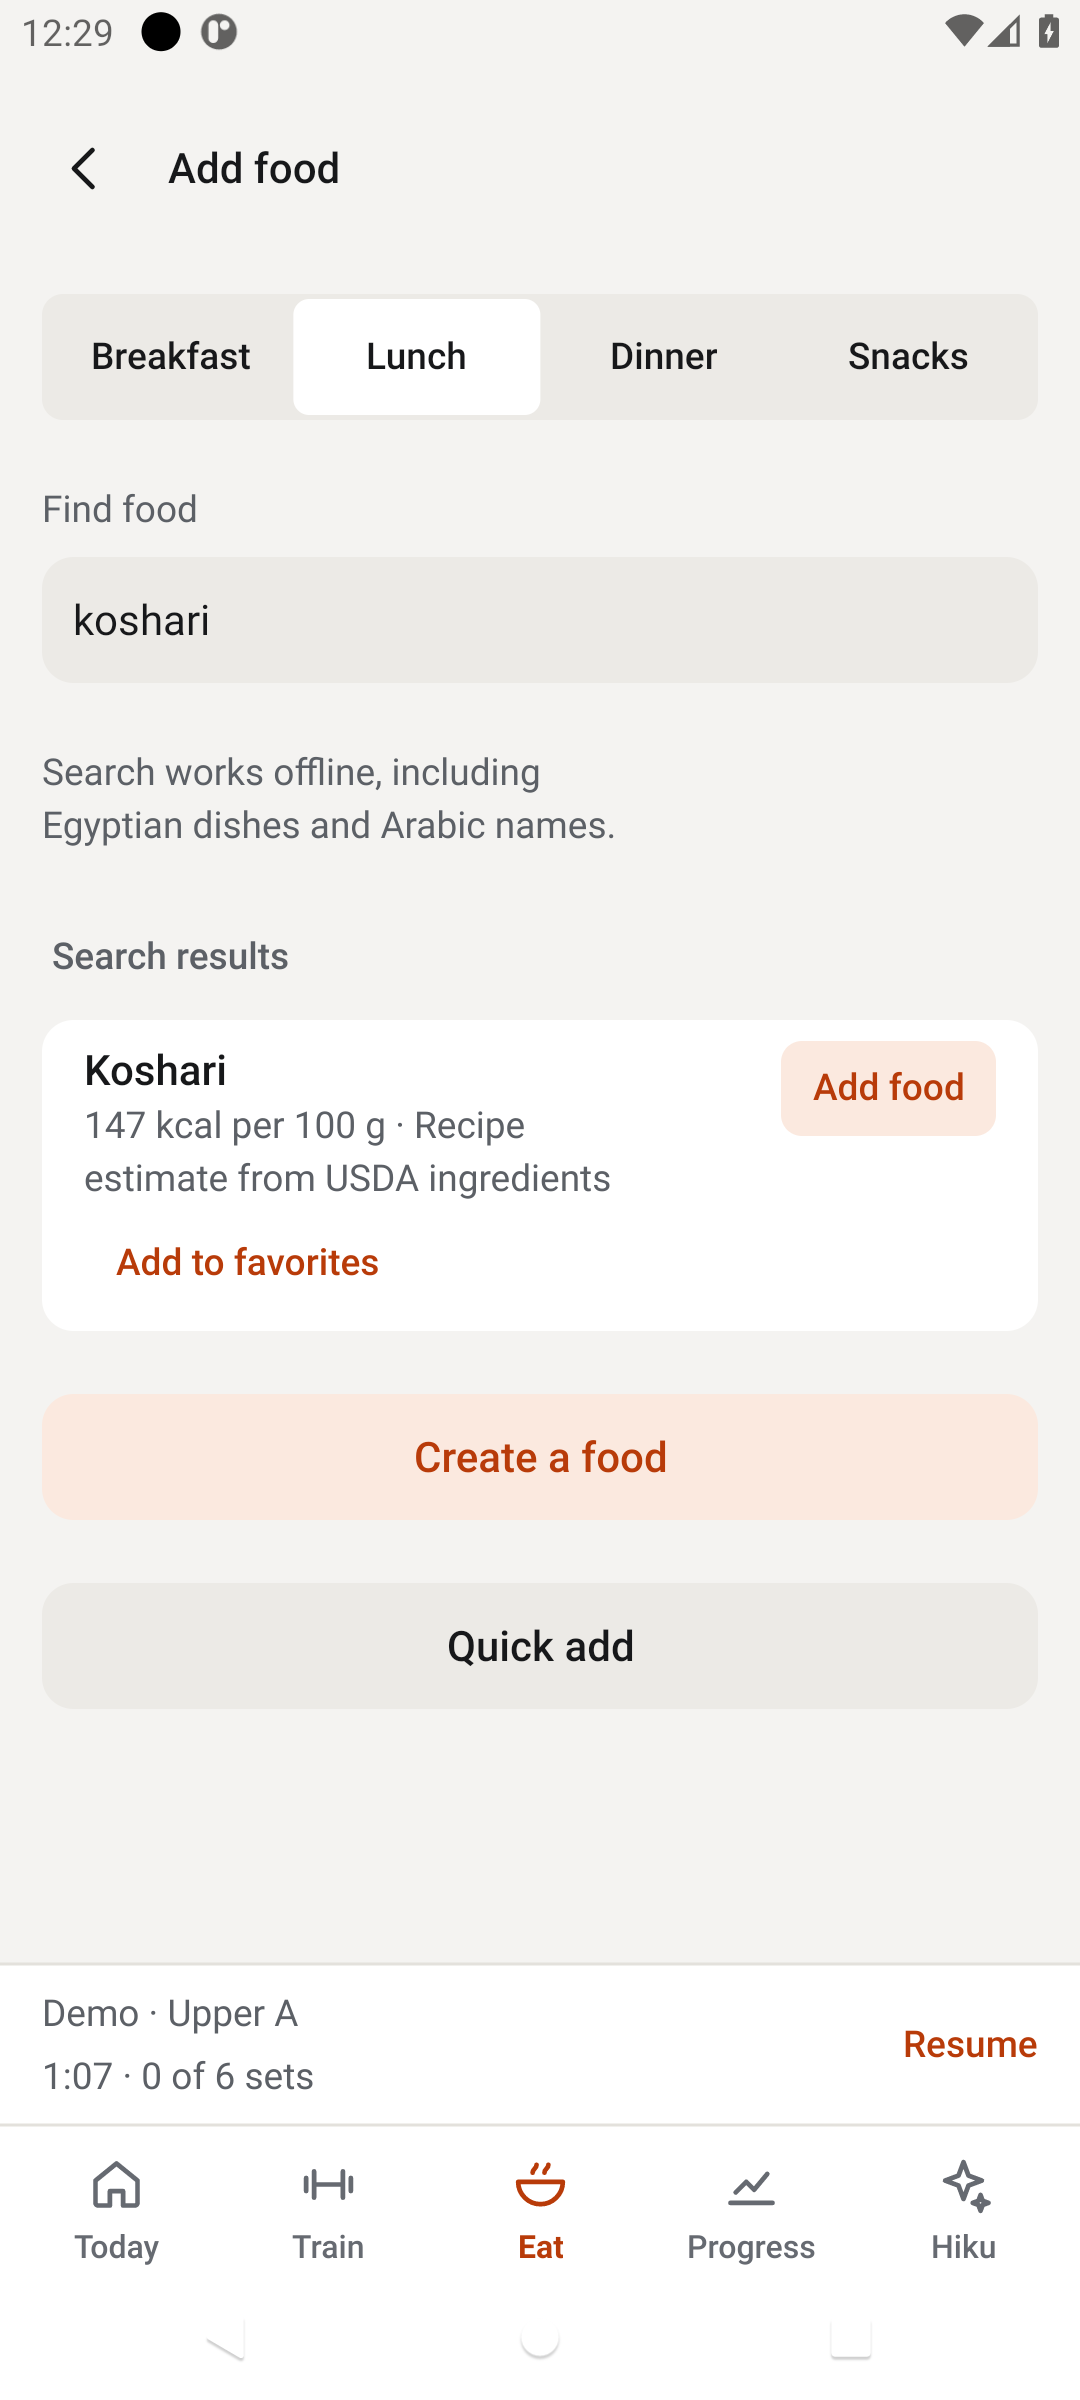 12:29
Add food
Breakfast
Lunch
Dinner
Snacks
Find food
koshari
Search works offline, including
Egyptian dishes and Arabic names.
Search results
Koshari
Add food
147 kcal per 100 g · Recipe
estimate from USDA ingredients
Add to favorites
Create a food
Quick add
Demo · Upper A
1:07 · 0 of 6 sets
Resume
Today
Train
Eat
Progress
Hiku